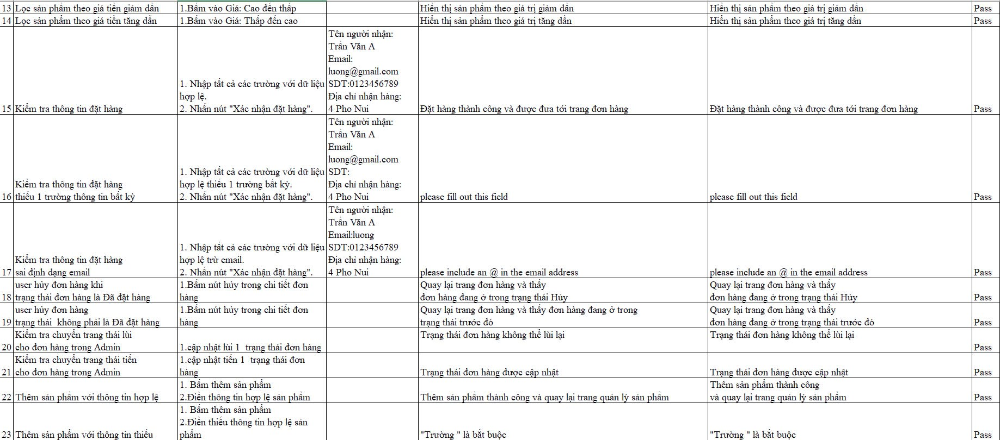 13 Lọc sản phẩm theo giá tiền giảm dần 1.Bấm vào Giá: Cao đến thấp Hiển thị sản phẩm theo giá trị giảm dần Hiển thị sản phẩm theo giá trị giảm dần Pass
14 Lọc sản phẩm theo giá tiền tăng dần 1.Bấm vào Giá: Thấp đến cao Hiển thị sản phẩm theo giá trị tăng dần Hiển thị sản phẩm theo giá trị tăng dần Pass
15 Kiểm tra thông tin đặt hàng
1. Nhập tất cả các trường với dữ liệu
hợp lệ.
2. Nhấn nút "Xác nhận đặt hàng".
Tên người nhận:
Trần Văn A
Email:
luong@gmail.com
SDT:0123456789
Địa chỉ nhận hàng:
4 Pho Nui
Đặt hàng thành công và được đưa tới trang đơn hàng
Đặt hàng thành công và được đưa tới trang đơn hàng
Pass
16
Kiểm tra thông tin đặt hàng
thiếu 1 trường thông tin bất kỳ
1. Nhập tất cả các trường với dữ liệu
hợp lệ thiếu 1 trường bất kỳ.
2. Nhấn nút "Xác nhận đặt hàng".
Tên người nhận:
Trần Văn A
Email:
luong@gmail.com
SDT:
Địa chỉ nhận hàng:
4 Pho Nui
please fill out this field
please fill out this field
Pass
17
Kiểm tra thông tin đặt hàng
sai định dạng email
1. Nhập tất cả các trường với dữ liệu
hợp lệ trừ email.
2. Nhấn nút "Xác nhận đặt hàng".
Tên người nhận:
Trần Văn A
Email:luong
SDT:0123456789
Địa chỉ nhận hàng:
4 Pho Nui
please include an @ in the email address
please include an @ in the email address
Pass
18
user hủy đơn hàng khi
trạng thái đơn hàng là Đã đặt hàng
1.Bấm nút hủy trong chi tiết đơn
hàng
Quay lại trang đơn hàng và thấy
đơn hàng đang ở trong trạng thái Hủy
Quay lại trang đơn hàng và thấy
đơn hàng đang ở trong trạng thái Hủy
Pass
19
user hủy đơn hàng
trạng thái  không phải là Đã đặt hàng
1.Bấm nút hủy trong chi tiết đơn
hàng
Quay lại trang đơn hàng và thấy đơn hàng đang ở trong
trạng thái trước đó
Quay lại trang đơn hàng và thấy
đơn hàng đang ở trong trạng thái trước đó
Pass
20
Kiểm tra chuyển trang thái lùi
cho đơn hàng trong Admin
1.cập nhật lùi 1  trạng thái đơn hàng
Trạng thái đơn hàng không thể lùi lại
Trạng thái đơn hàng không thể lùi lại
Pass
21
Kiểm tra chuyển trang thái tiến
cho đơn hàng trong Admin
1.cập nhật tiến 1  trạng thái đơn
hàng
Trạng thái đơn hàng được cập nhật
Trạng thái đơn hàng được cập nhật
Pass
22 Thêm sản phẩm với thông tin hợp lệ
1. Bấm thêm sản phẩm
2.Điền thông tin hợp lệ sản phẩm
Thêm sản phẩm thành công và quay lại trang quản lý sản phẩm
Thêm sản phẩm thành công
và quay lại trang quản lý sản phẩm
Pass
23 Thêm sản phẩm với thông tin thiếu
1. Bấm thêm sản phẩm
2.Điền thiếu thông tin hợp lệ sản
phẩm
"Trường " là bắt buộc
"Trường " là bắt buộc
Pass